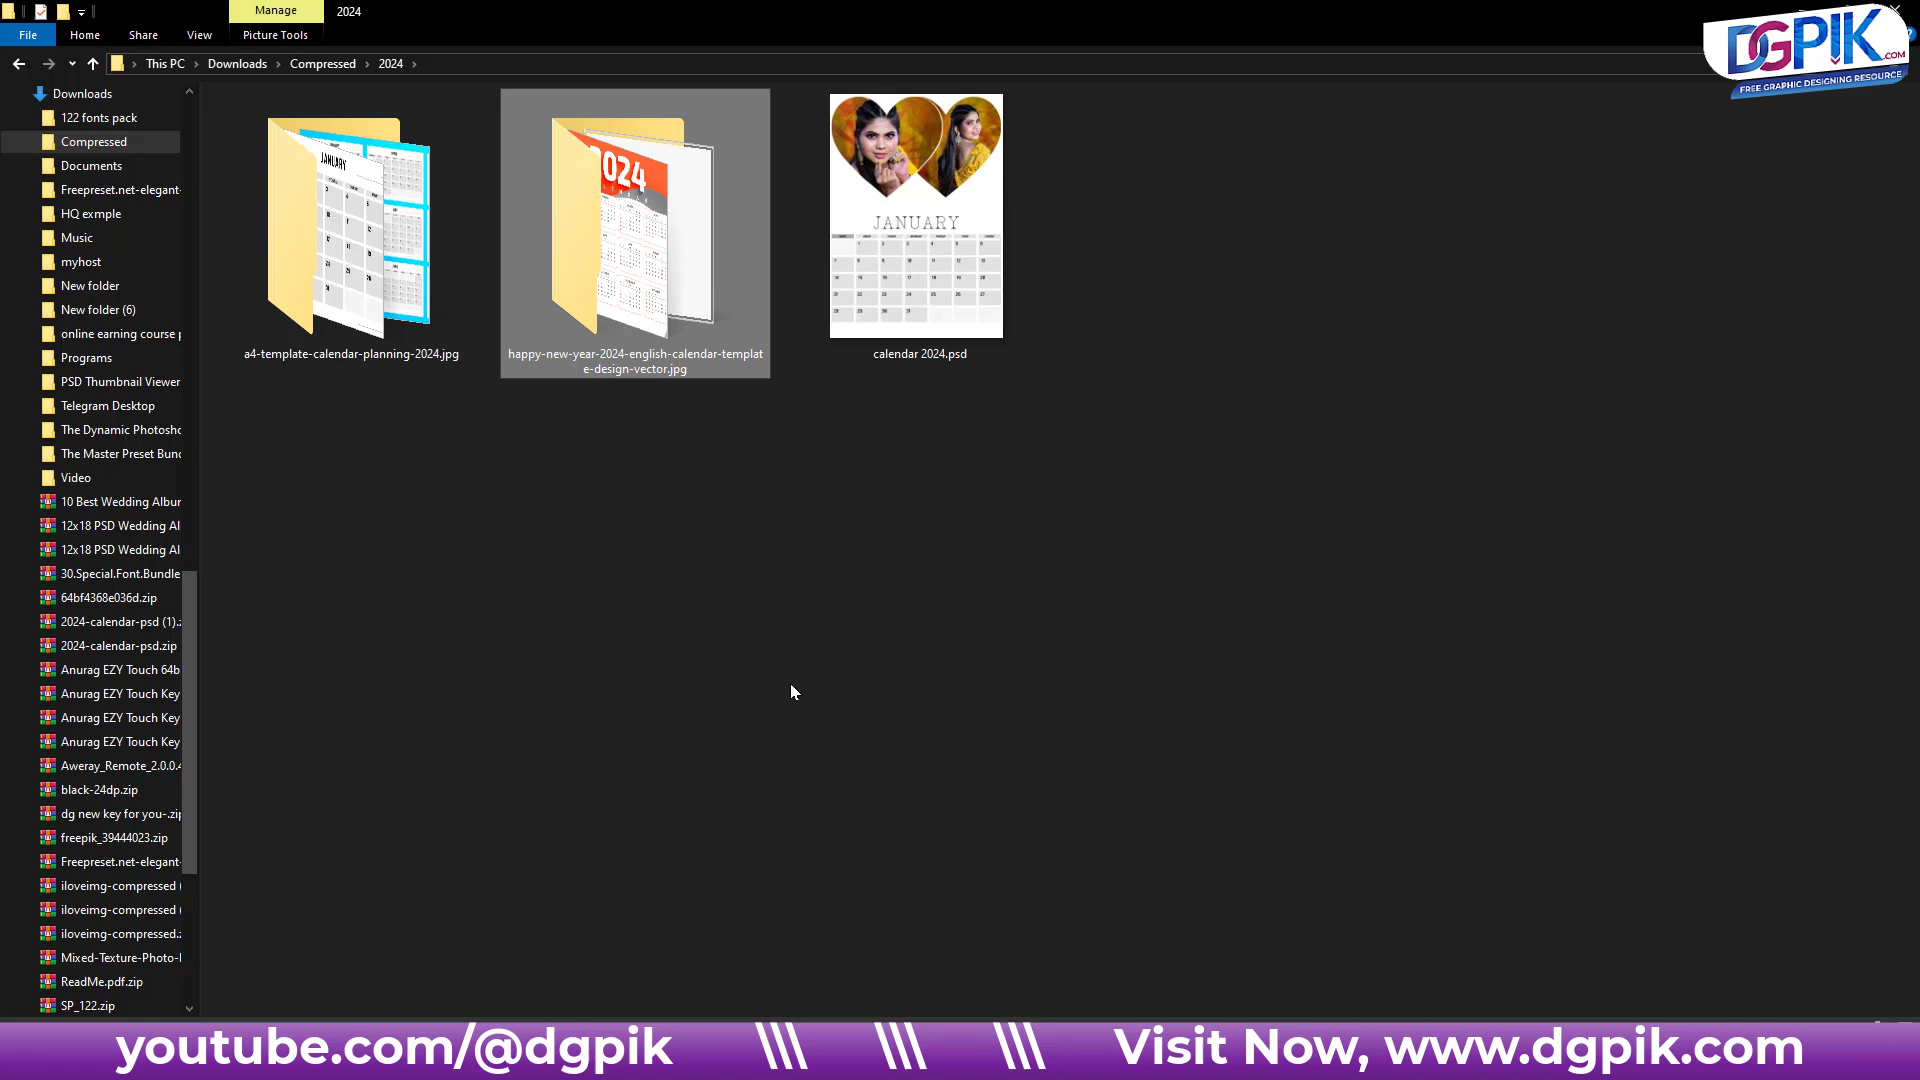 Manage
2024
File
Home
Share
View
Picture Tools
This PC
Downloads
Compressed
2024
DGPIK.COM
FREE GRAPHIC DESIGNING RESOURCE
Downloads
122 fonts pack
Compressed
Documents
Freepreset.net-elegant-
HQ exmple
Music
myhost
New folder
New folder (6)
online earning course p
Programs
PSD Thumbnail Viewer
Telegram Desktop
The Dynamic Photosho
The Master Preset Bund
Video
10 Best Wedding Albur
12x18 PSD Wedding Al
12x18 PSD Wedding Al
30.Special.Font.Bundle
64bf4368e036d.zip
2024-calendar-psd (1).z
2024-calendar-psd.zip
Anurag EZY Touch 64b
Anurag EZY Touch Key
Anurag EZY Touch Key
Anurag EZY Touch Key
Aweray_Remote_2.0.0.4
black-24dp.zip
dg new key for you-.zip
freepik_39444023.zip
Freepreset.net-elegant-
iloveimg-compressed (
iloveimg-compressed (
iloveimg-compressed.z
Mixed-Texture-Photo-I
ReadMe.pdf.zip
SP_122.zip
JANUARY
a4-template-calendar-planning-2024.jpg
2024
happy-new-year-2024-english-calendar-templat
e-design-vector.jpg
JANUARY
calendar 2024.psd
youtube.com/@dgpik
Visit Now, www.dgpik.com